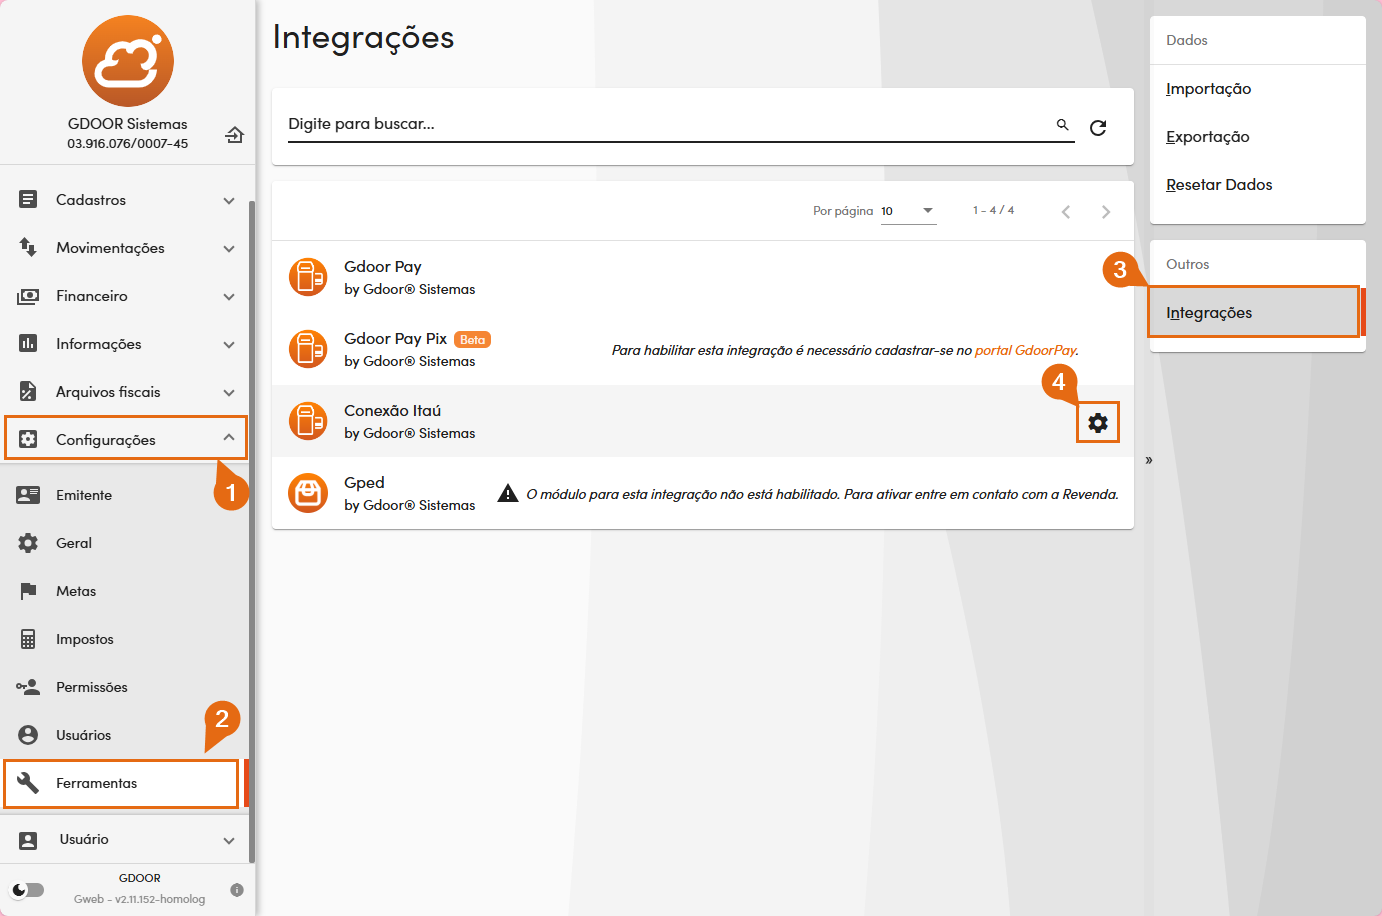 GDOOR Sistemas
03.916.076/0007-45
Cadastros
Movimentações
Financeiro
Informações
Arquivos fiscais
Configurações
1
Emitente
Geral
Metas
Impostos
Permissões
2
Usuários
Ferramentas
Usuário
GDOOR
Gweb - v2.11.152-homolog
Integrações
Digite para buscar...
Por página 10 1 - 4 / 4
Gdoor Pay
by Gdoor® Sistemas
Gdoor Pay Pix Beta
by Gdoor® Sistemas
Para habilitar esta integração é necessário cadastrar-se no portal GdoorPay.
4
Conexão Itaú
by Gdoor® Sistemas
Gped
by Gdoor® Sistemas
O módulo para esta integração não está habilitado. Para ativar entre em contato com a Revenda.
»
Dados
Importação
Exportação
Resetar Dados
3
Outros
Integrações